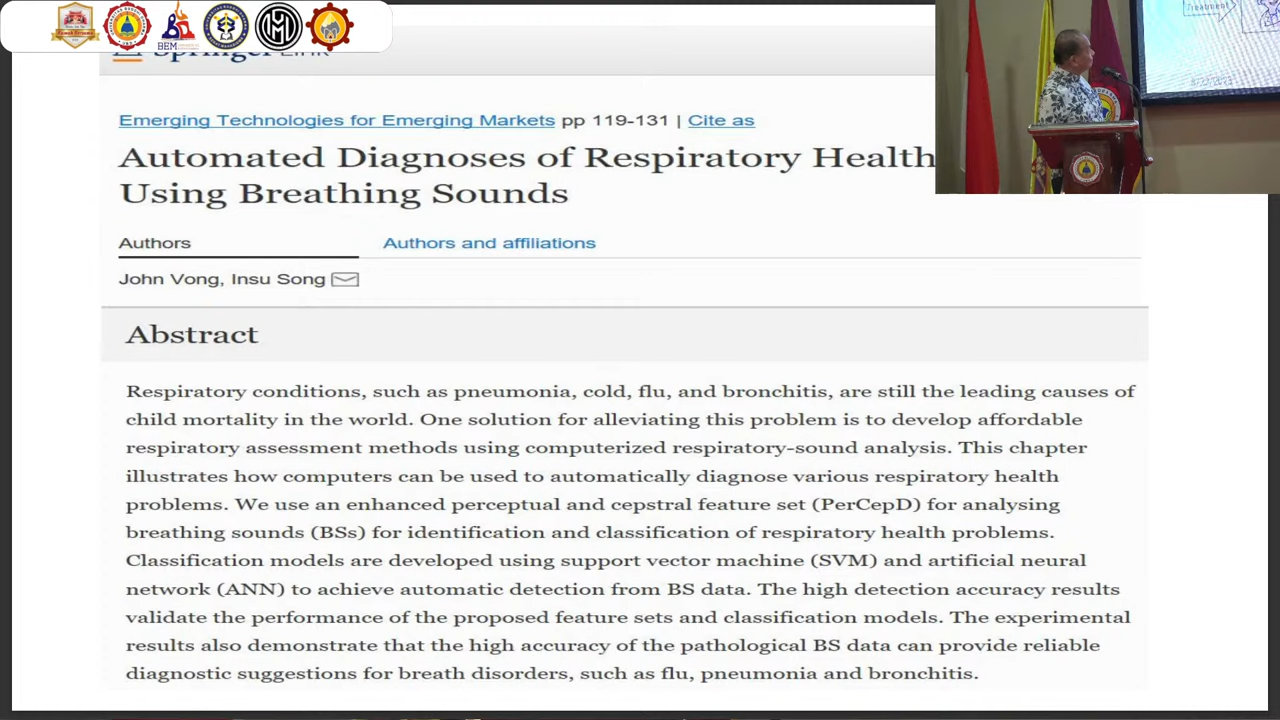 BEM
Springer Link
Treatment
Emerging Technologies for Emerging Markets pp 119-131 | Cite as
Automated Diagnoses of Respiratory Health
Using Breathing Sounds
Authors
Authors and affiliations
John Vong, Insu Song
Abstract
Respiratory conditions, such as pneumonia, cold, flu, and bronchitis, are still the leading causes of
child mortality in the world. One solution for alleviating this problem is to develop affordable
respiratory assessment methods using computerized respiratory-sound analysis. This chapter
illustrates how computers can be used to automatically diagnose various respiratory health
problems. We use an enhanced perceptual and cepstral feature set (PerCepD) for analysing
breathing sounds (BSs) for identification and classification of respiratory health problems.
Classification models are developed using support vector machine (SVM) and artificial neural
network (ANN) to achieve automatic detection from BS data. The high detection accuracy results
validate the performance of the proposed feature sets and classification models. The experimental
results also demonstrate that the high accuracy of the pathological BS data can provide reliable
diagnostic suggestions for breath disorders, such as flu, pneumonia and bronchitis.